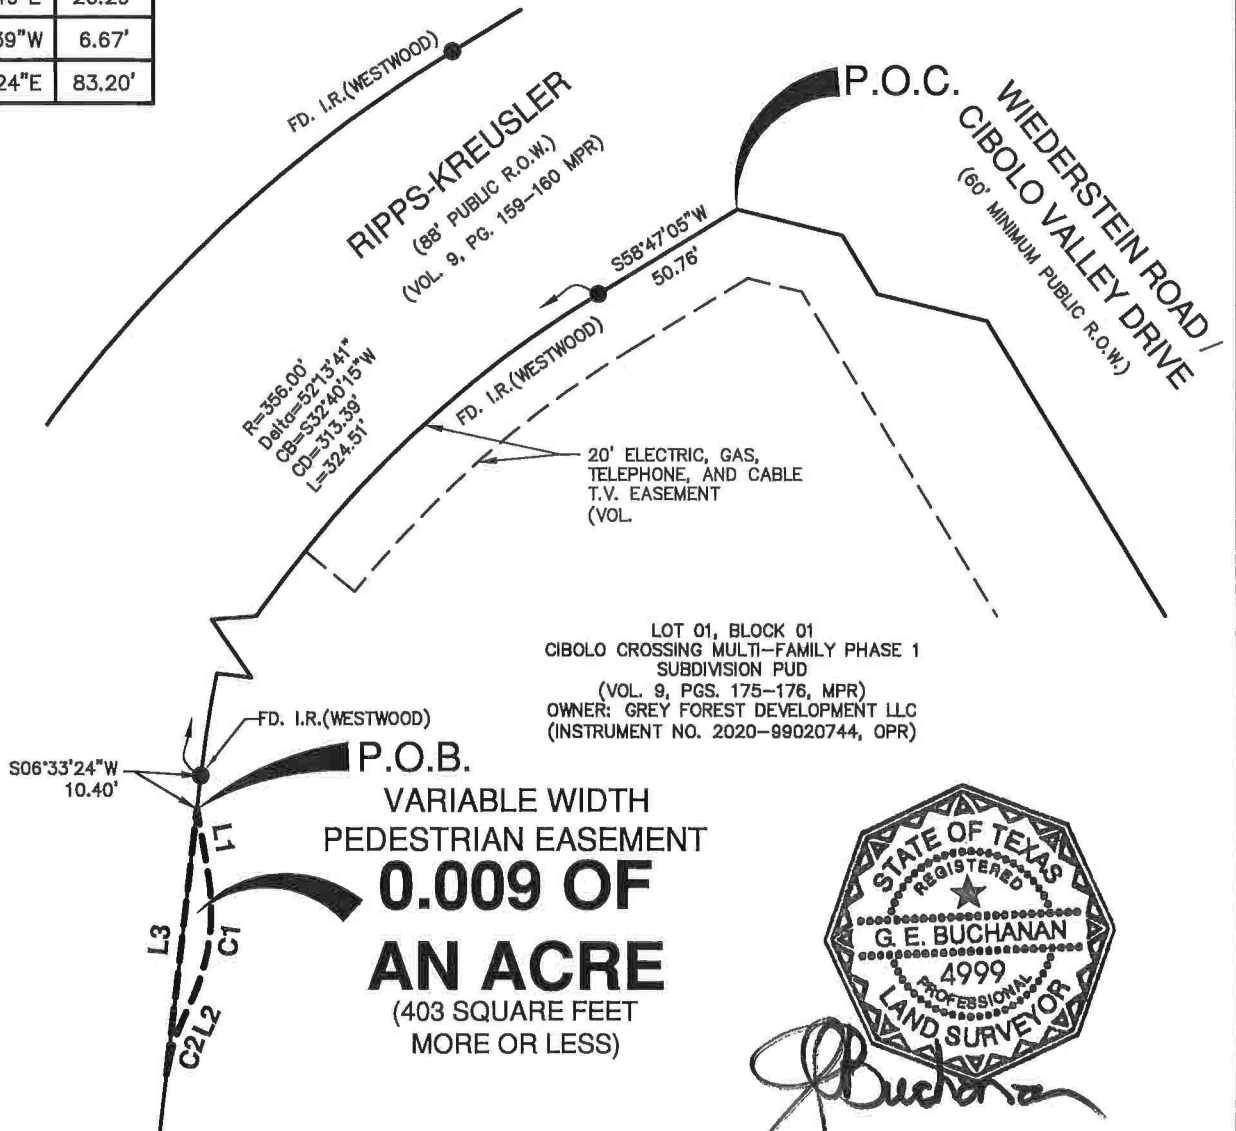 39"W 6.67'
24"E 83.20'
FD. I.R.(WESTWOOD)
RIPPS-KREUSLER
(88' PUBLIC R.O.W.)
(VOL. 9, PG. 159-160 MPR)
P.O.C.
WIEDERSTEIN ROAD/
CIBOLO VALLEY DRIVE
(60' MINIMUM PUBLIC R.O.W.)
S58°47'05"W
50.76'
FD. I.R.(WESTWOOD)
R=356.00'
Delta=52°13'41"
CB=S32°40'15"W
CD=313.39'
L=324.51'
20' ELECTRIC, GAS,
TELEPHONE, AND CABLE
T.V. EASEMENT
(VOL.
LOT 01, BLOCK 01
CIBOLO CROSSING MULTI-FAMILY PHASE 1
SUBDIVISION PUD
(VOL. 9, PGS. 175-176, MPR)
OWNER: GREY FOREST DEVELOPMENT LLC
(INSTRUMENT NO. 2020-99020744, OPR)
FD. I.R.(WESTWOOD)
S06°33'24"W
10.40'
P.O.B.
VARIABLE WIDTH
PEDESTRIAN EASEMENT
0.009 OF
AN ACRE
(403 SQUARE FEET
MORE OR LESS)
L1
L3
C1
L2
C2
STATE OF TEXAS
REGISTERED
G. E. BUCHANAN
4999
PROFESSIONAL
LAND SURVEYOR
Buchanan